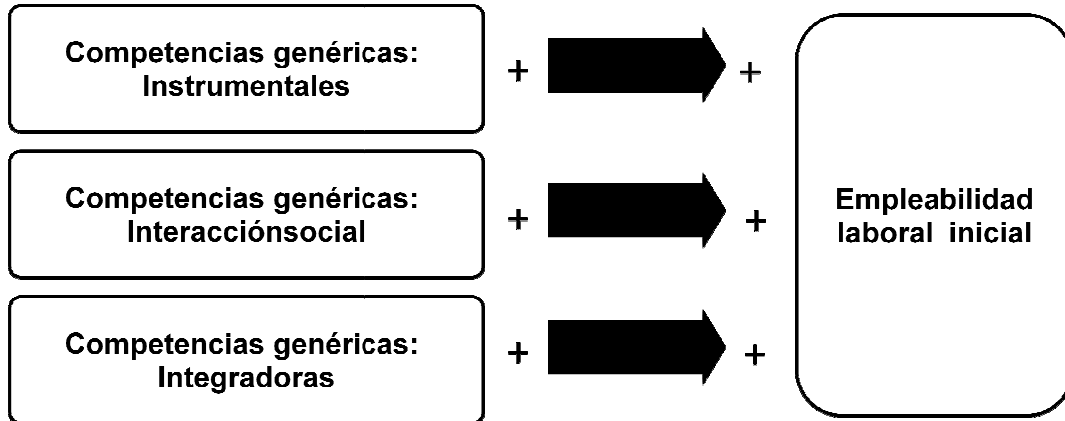 Competencias genéricas:
Instrumentales
+
+
Competencias genéricas:
Interacciónsocial
+
+
Competencias genéricas:
Integradoras
+
+
Empleabilidad
laboral inicial